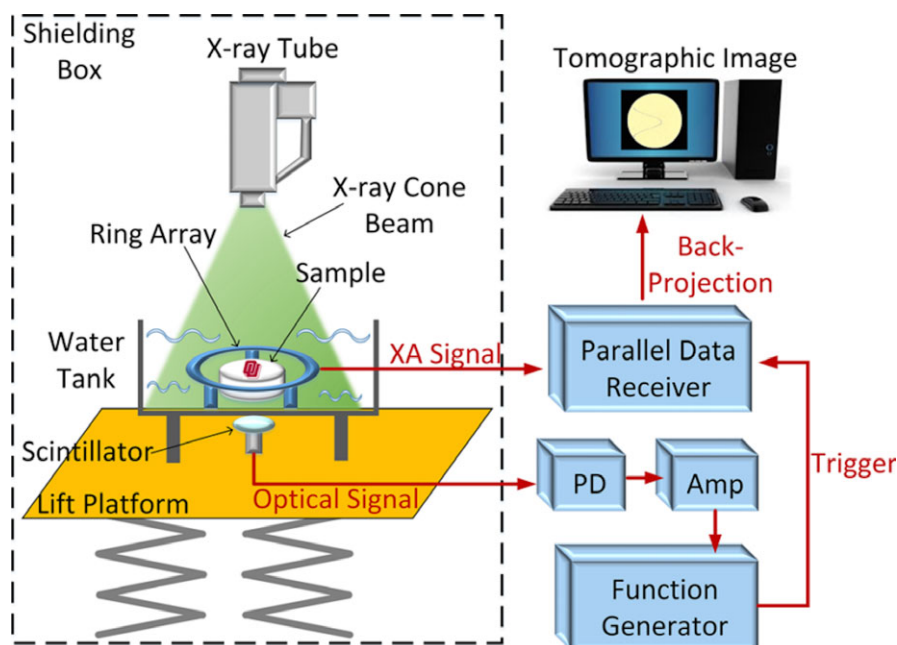 Shielding
Box
X-ray Tube
X-ray Cone
Beam
Ring Array
Sample
Water
Tank
Scintillator
Lift Platform
XA Signal
Optical Signal
Tomographic Image
Back-
Projection
Parallel Data
Receiver
PD
Amp
Trigger
Function
Generator